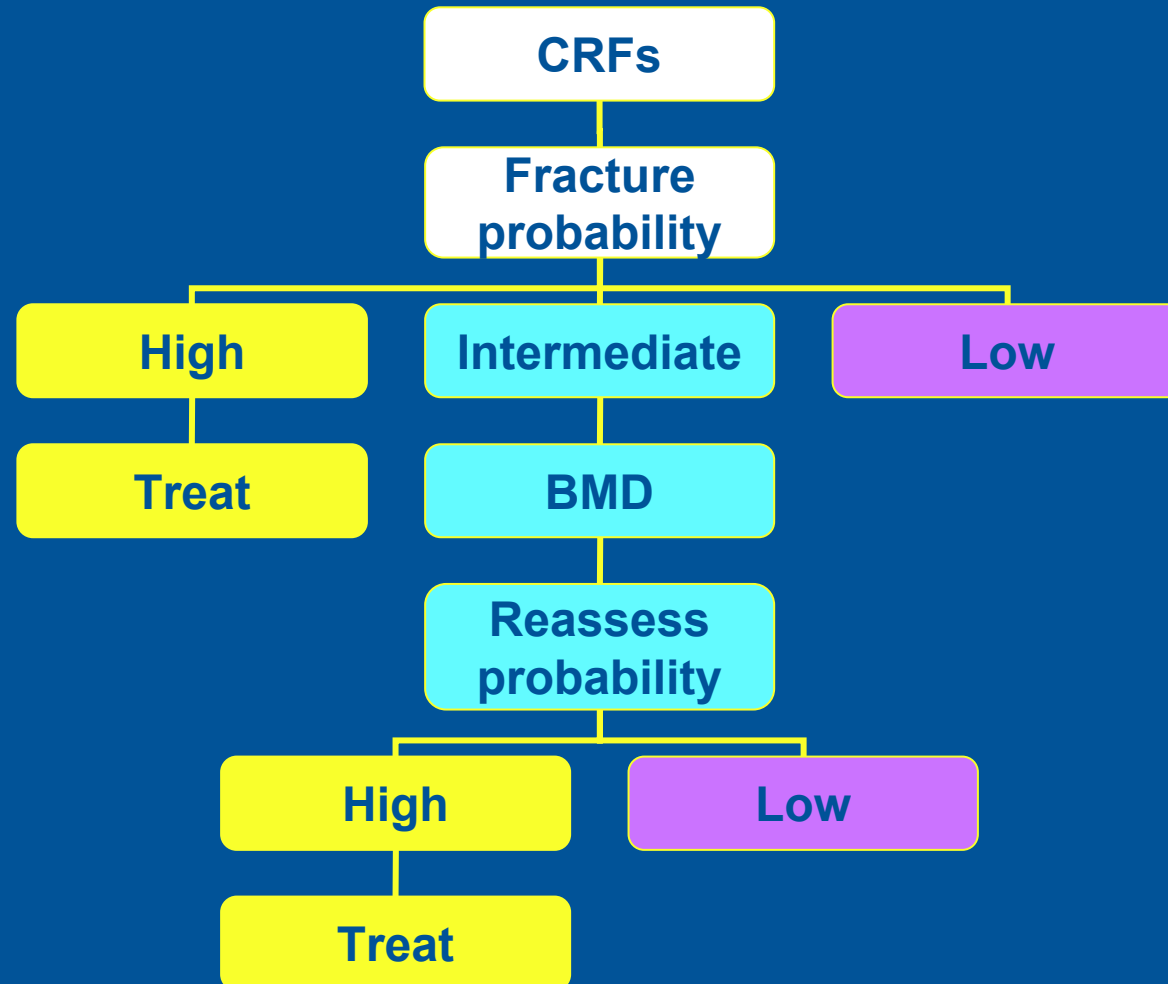 CRFs
Fracture
probability
High
Intermediate
Low
Treat
BMD
Reassess
probability
High
Low
Treat